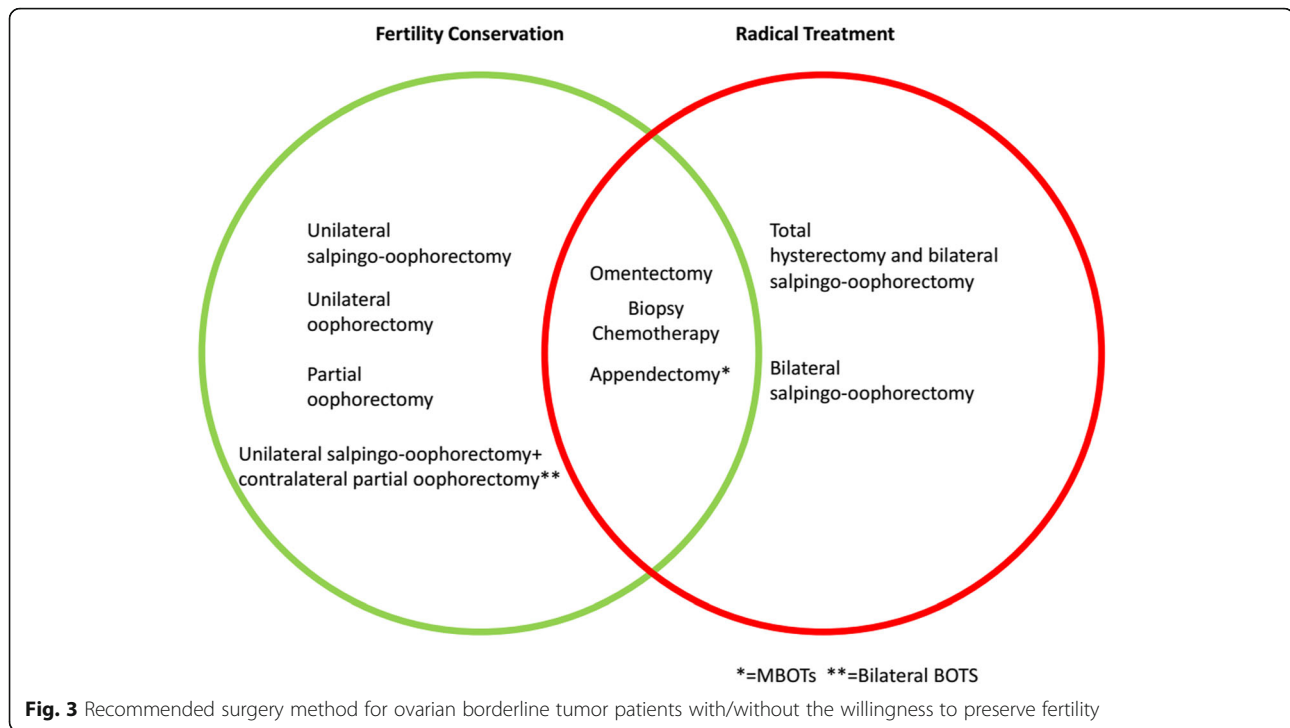 Fertility Conservation
Radical Treatment
Unilateral
salpingo-oophorectomy
Unilateral
oophorectomy
Partial
oophorectomy
Unilateral salpingo-oophorectomy+
contralateral partial oophorectomy**
Omentectomy
Biopsy
Chemotherapy
Appendectomy*
Total
hysterectomy and bilateral
salpingo-oophorectomy
Bilateral
salpingo-oophorectomy
*=MBOTs **=Bilateral BOTS
Fig. 3 Recommended surgery method for ovarian borderline tumor patients with/without the willingness to preserve fertility